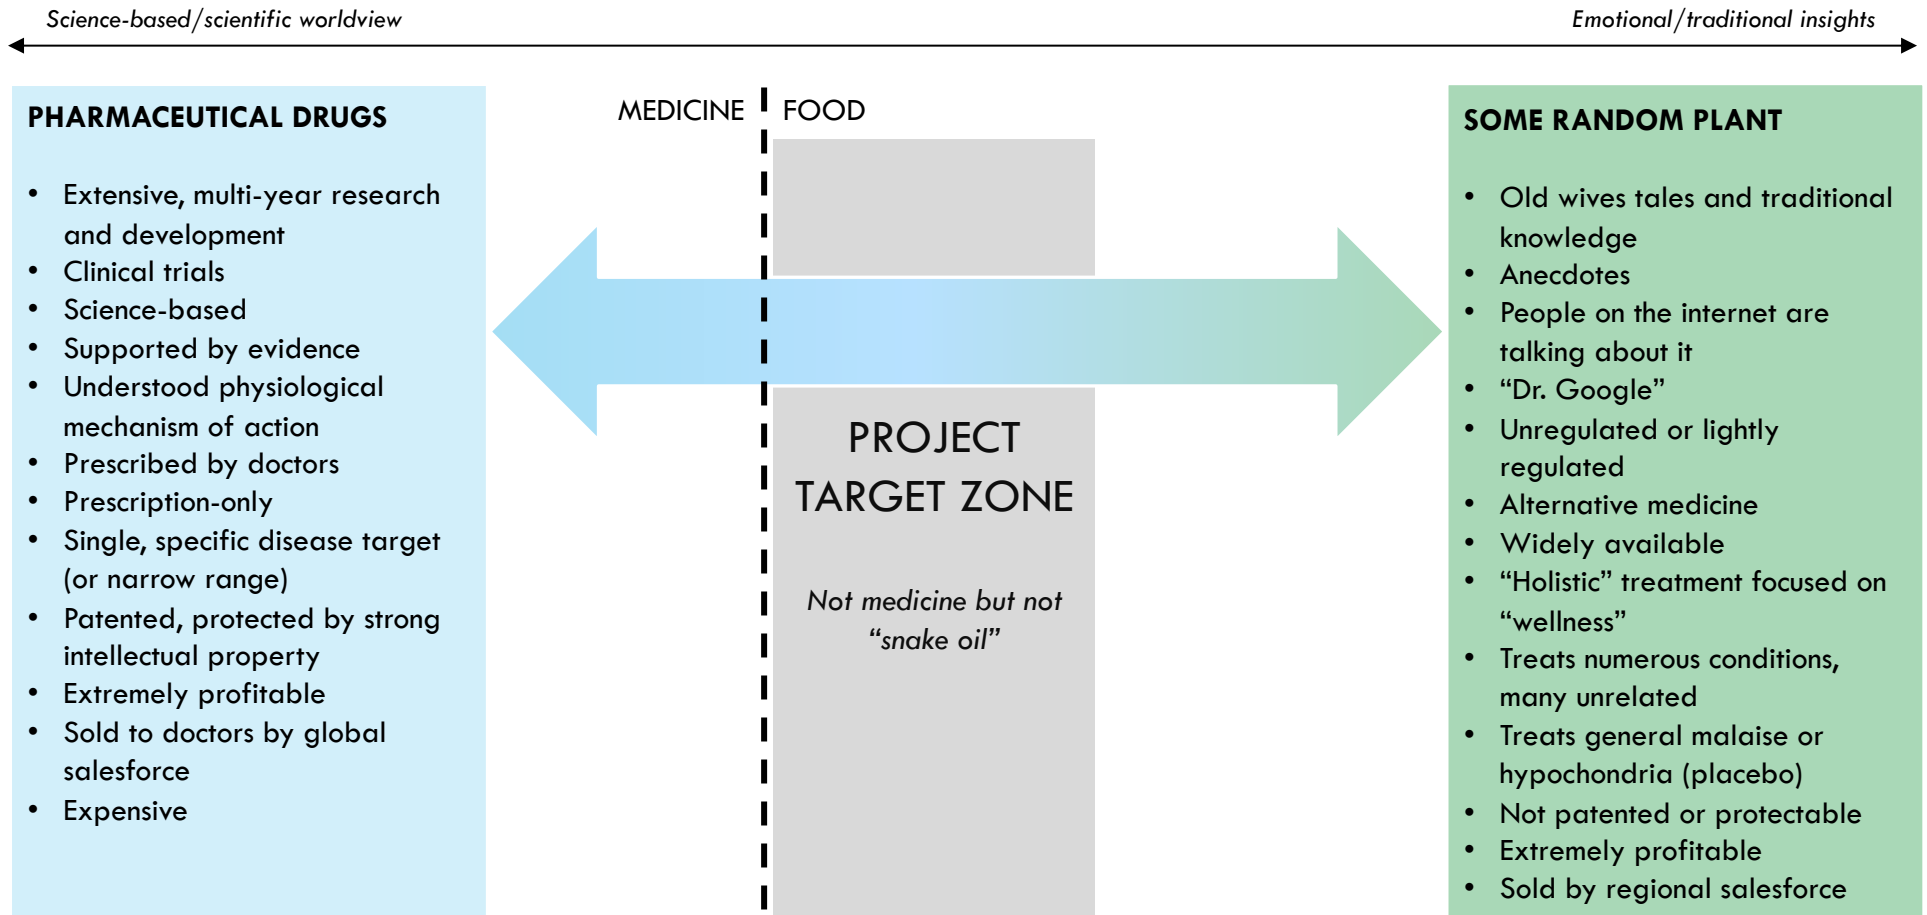 Science-based/scientific worldview
Emotional/traditional insights
PHARMACEUTICAL DRUGS
• Extensive, multi-year research
and development
• Clinical trials
• Science-based
• Supported by evidence
• Understood physiological
mechanism of action
• Prescribed by doctors
• Prescription-only
• Single, specific disease target
(or narrow range)
• Patented, protected by strong
intellectual property
• Extremely profitable
• Sold to doctors by global
salesforce
• Expensive
MEDICINE
FOOD
PROJECT
TARGET ZONE
Not medicine but not
“snake oil”
SOME RANDOM PLANT
• Old wives tales and traditional
knowledge
• Anecdotes
• People on the internet are
talking about it
• “Dr. Google”
• Unregulated or lightly
regulated
• Alternative medicine
• Widely available
• “Holistic” treatment focused on
“wellness”
• Treats numerous conditions,
many unrelated
• Treats general malaise or
hypochondria (placebo)
• Not patented or protectable
• Extremely profitable
• Sold by regional salesforce